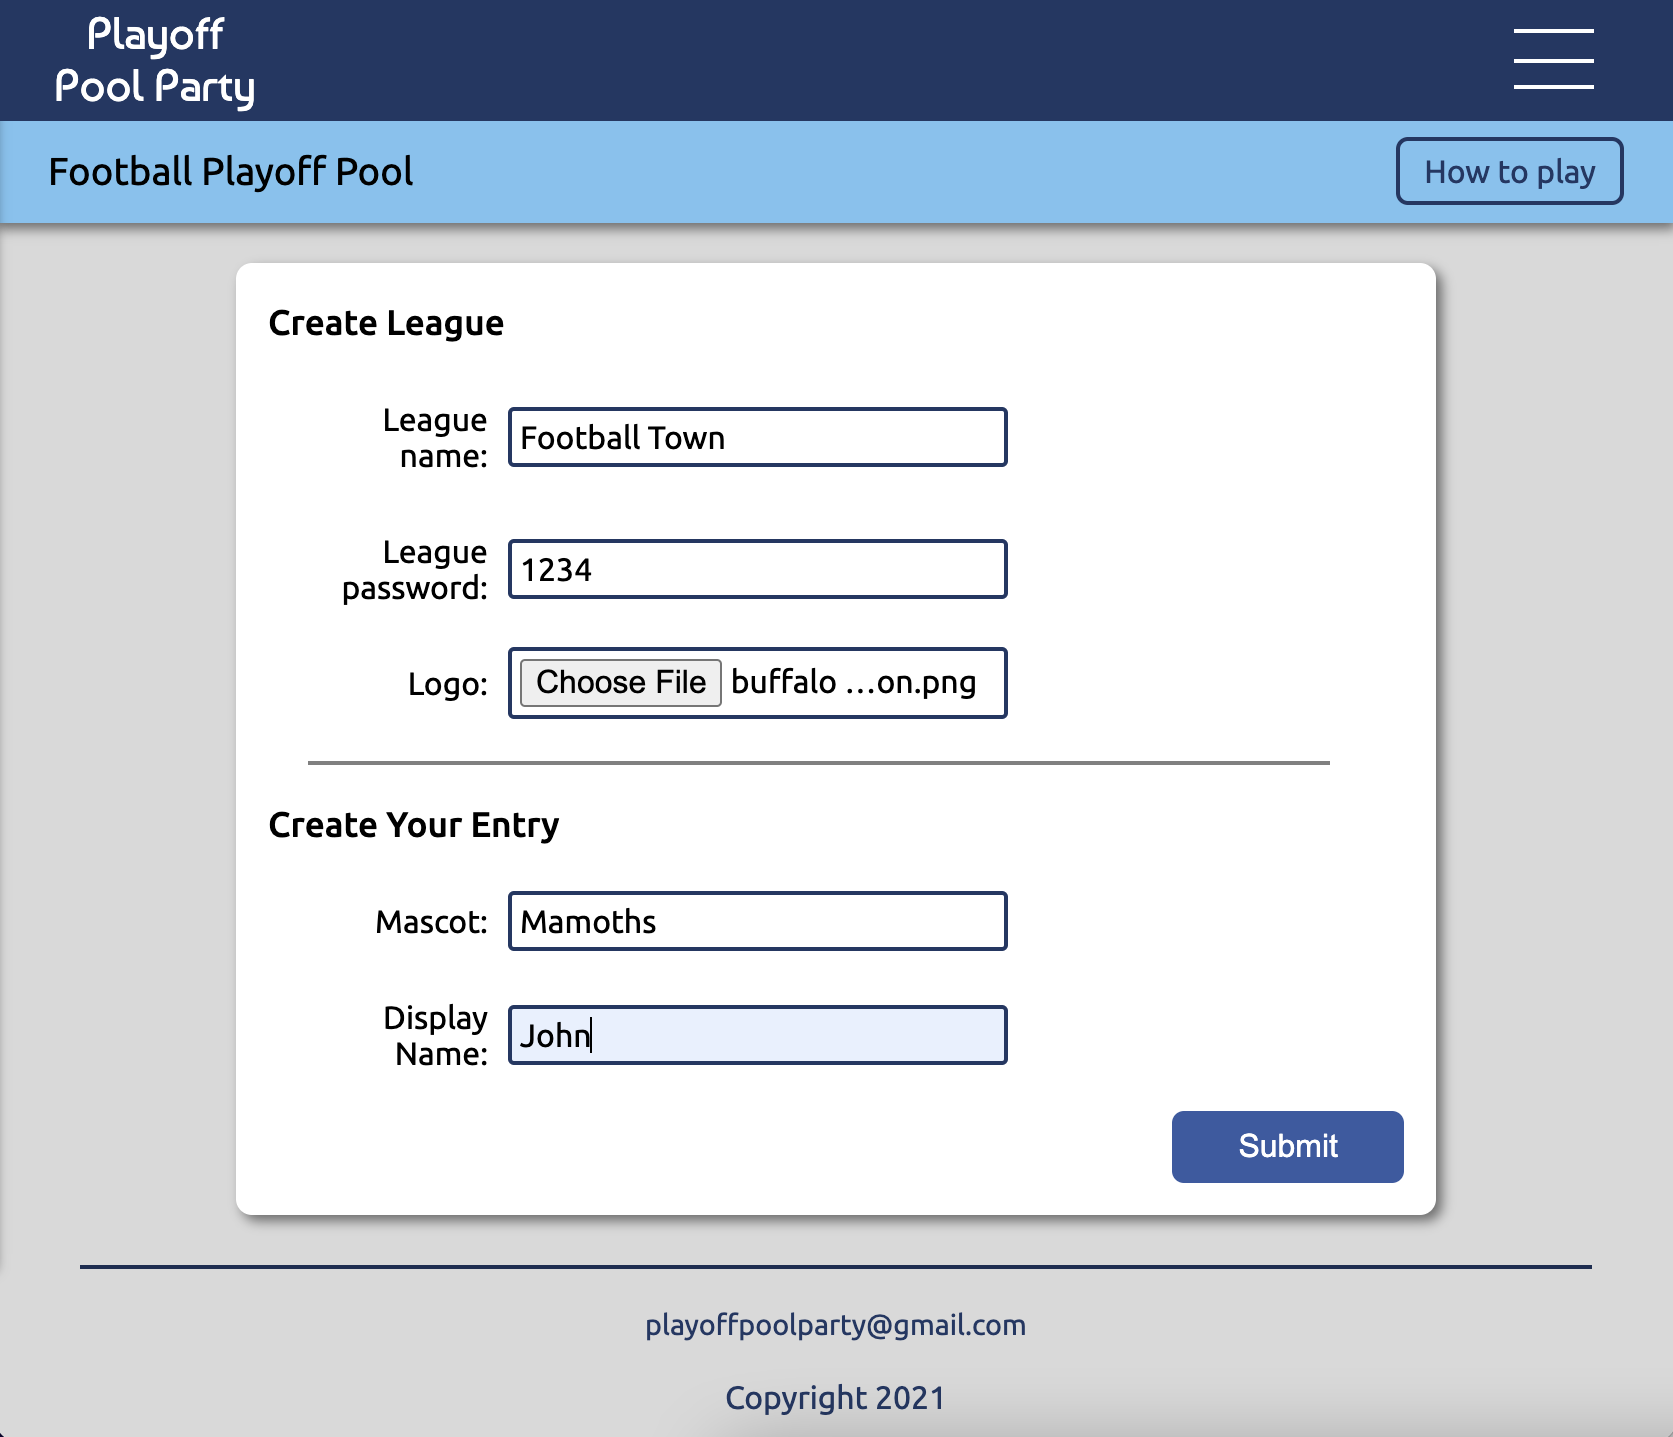 Playoff
Pool Party
Football Playoff Pool
How to play
Create League
League
name:
Football Town
League
password:
1234
Logo:
Choose File buffalo ...on.png
Create Your Entry
Mascot:
Mamoths
Display
Name:
John
Submit
playoffpoolparty@gmail.com
Copyright 2021